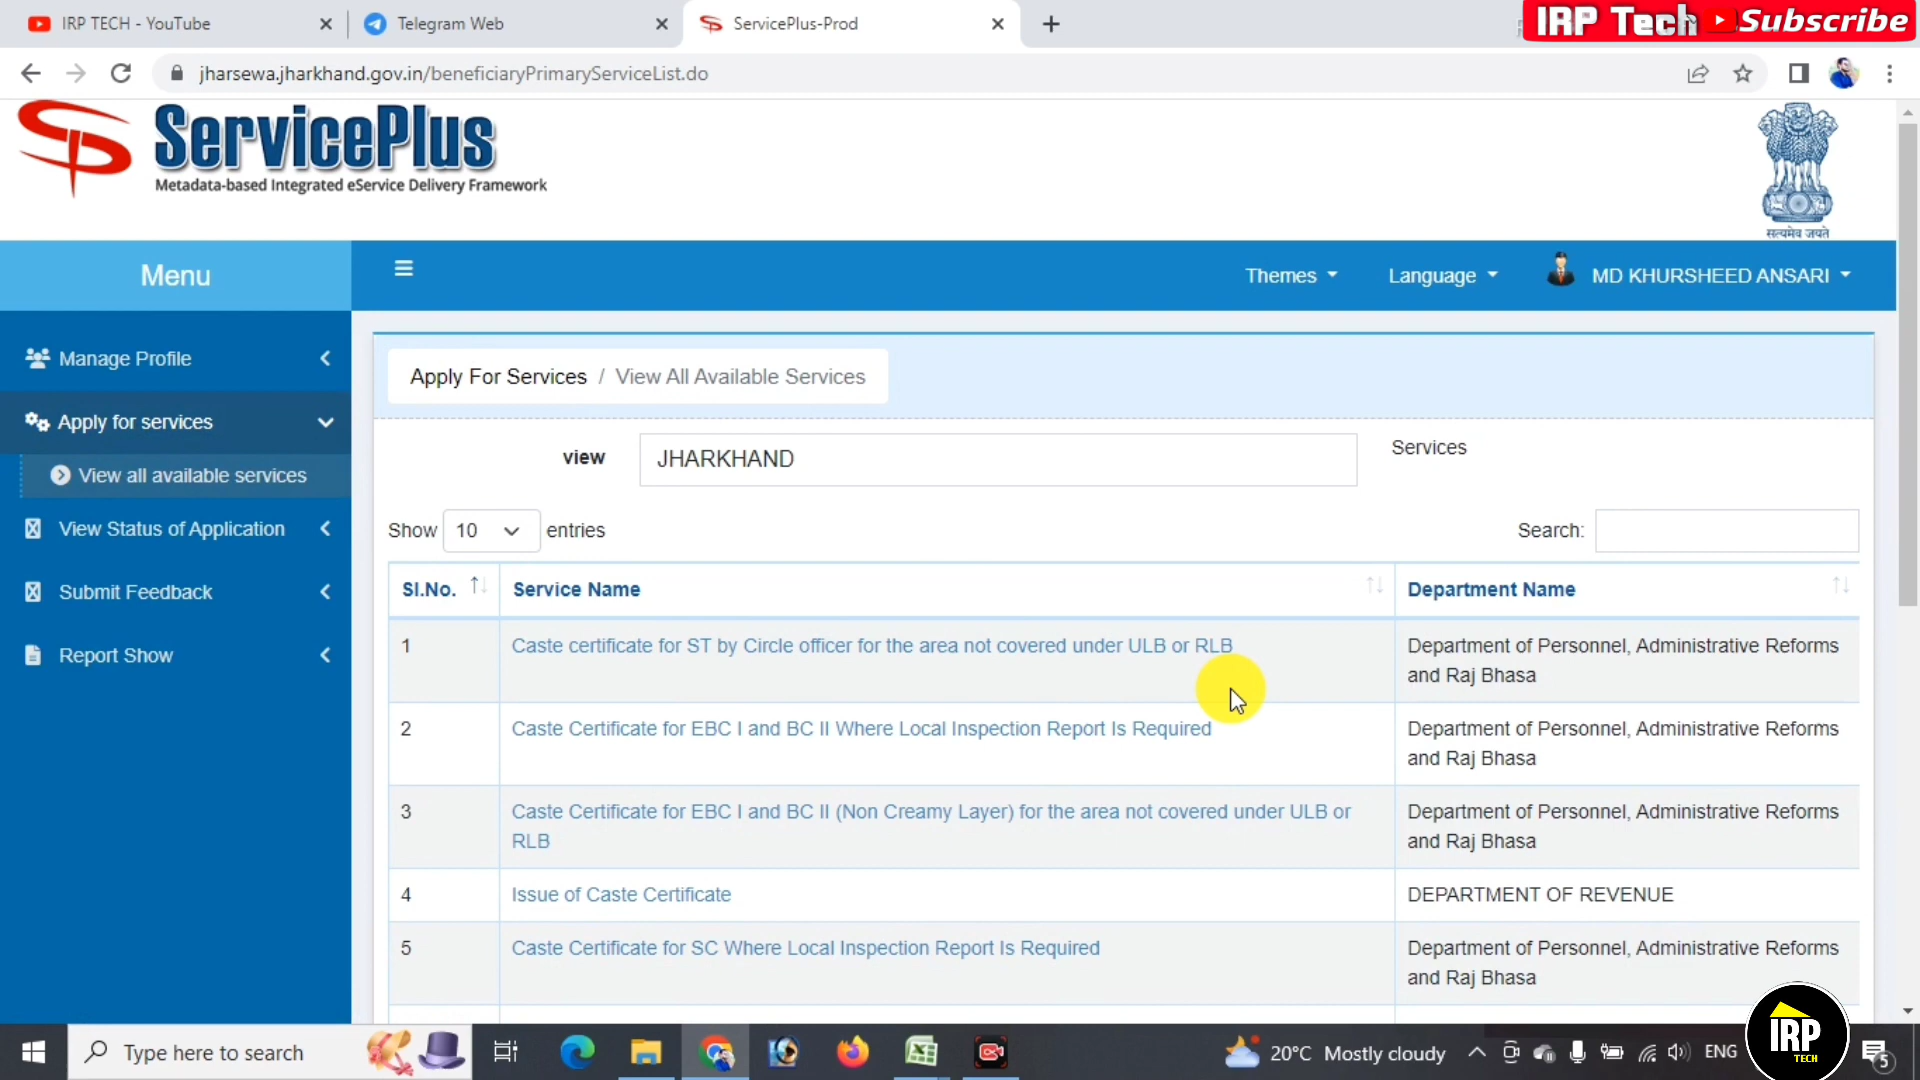 IRP TECH - YouTube
Telegram Web
ServicePlus-Prod
IRP Tech Subscribe
jharsewa.jharkhand.gov.in/beneficiaryPrimaryServiceList.do
ServicePlus
Metadata-based Integrated eService Delivery Framework
सत्यमेव जयते
Menu
Themes
Language
MD KHURSHEED ANSARI
Manage Profile
Apply for services
View all available services
View Status of Application
Submit Feedback
Report Show
Apply For Services / View All Available Services
view JHARKHAND Services
Show 10 entries
Search:
Sl.No. Service Name Department Name
1 Caste certificate for ST by Circle officer for the area not covered under ULB or RLB Department of Personnel, Administrative Reforms
and Raj Bhasa
2 Caste Certificate for EBC I and BC II Where Local Inspection Report Is Required Department of Personnel, Administrative Reforms
and Raj Bhasa
3 Caste Certificate for EBC I and BC II (Non Creamy Layer) for the area not covered under ULB or Department of Personnel, Administrative Reforms
RLB and Raj Bhasa
4 Issue of Caste Certificate DEPARTMENT OF REVENUE
5 Caste Certificate for SC Where Local Inspection Report Is Required Department of Personnel, Administrative Reforms
and Raj Bhasa
Type here to search
20°C Mostly cloudy
ENG
IRP
TECH
5